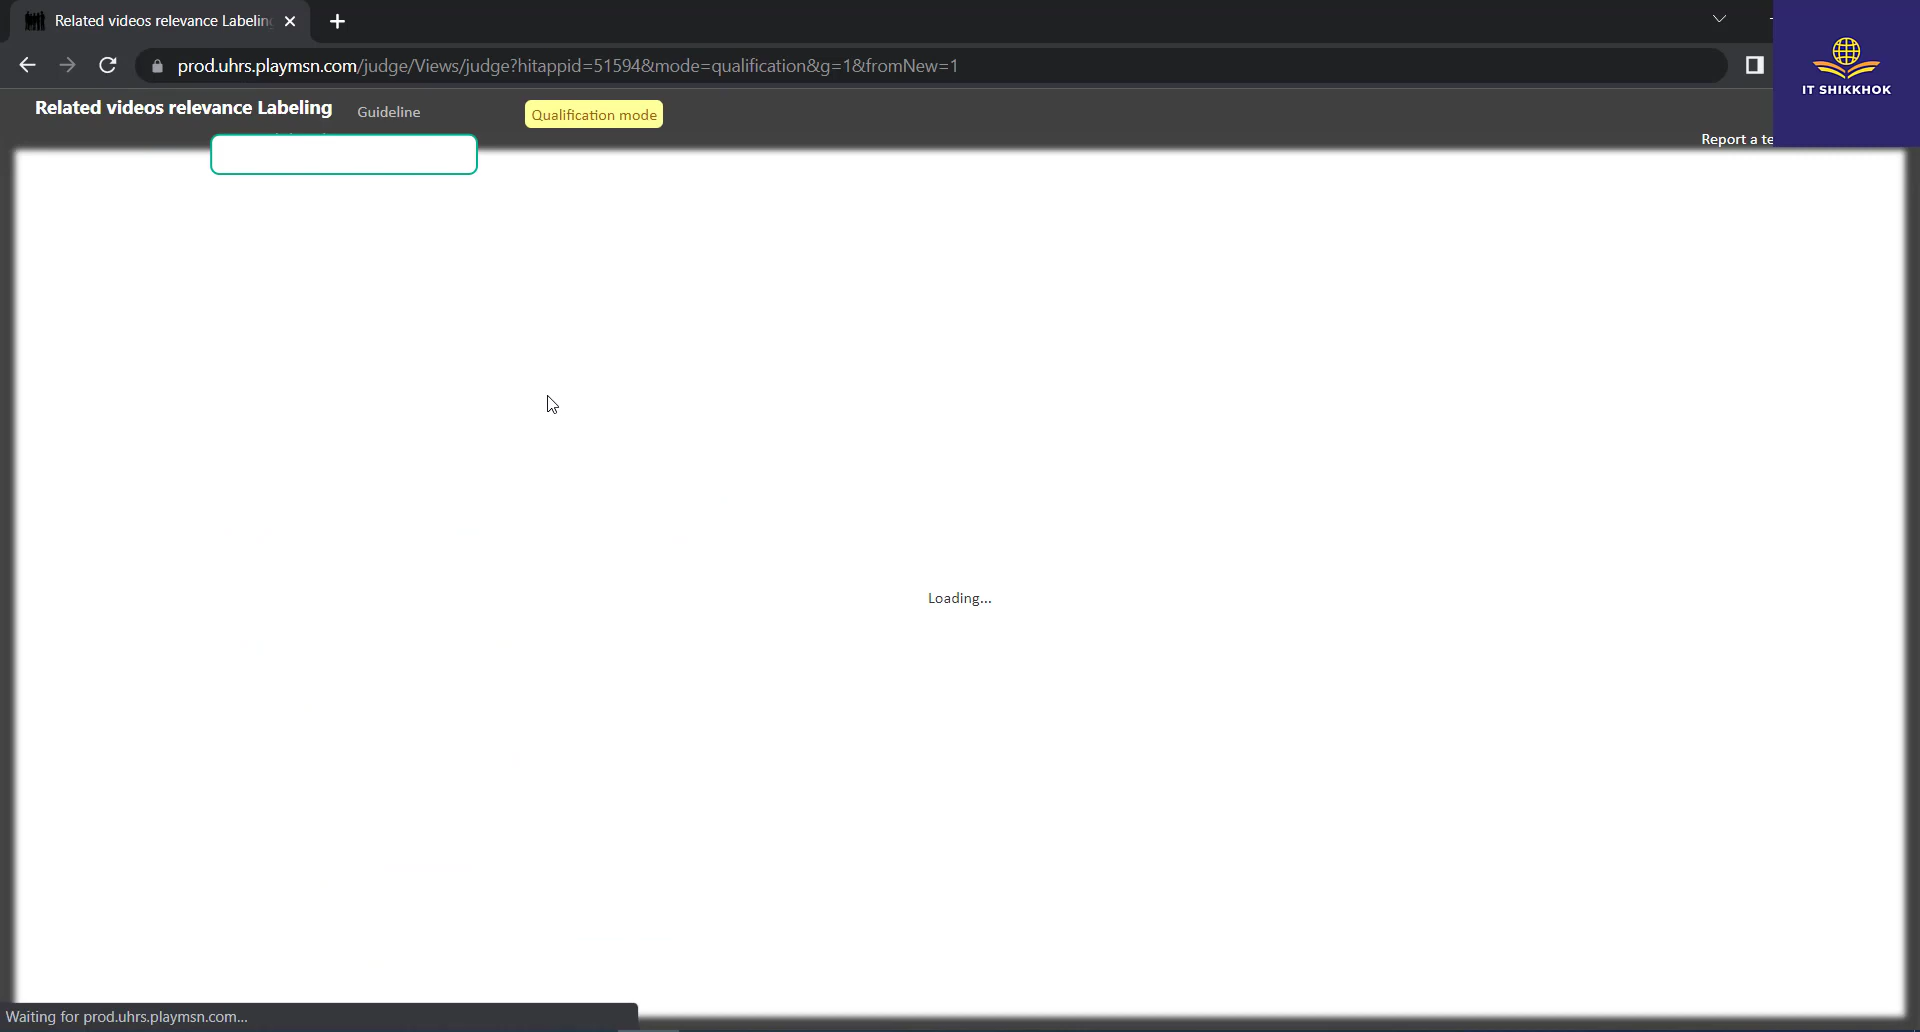 Related videos relevance Labeling
prod.uhrs.playmsn.com/judge/Views/judge?hitappid=51594&mode=qualification&g=1&fromNew=1
IT SHIKKHOK
Related videos relevance Labeling
Guideline
Qualification mode
Report a te
Loading...
Waiting for prod.uhrs.playmsn.com...